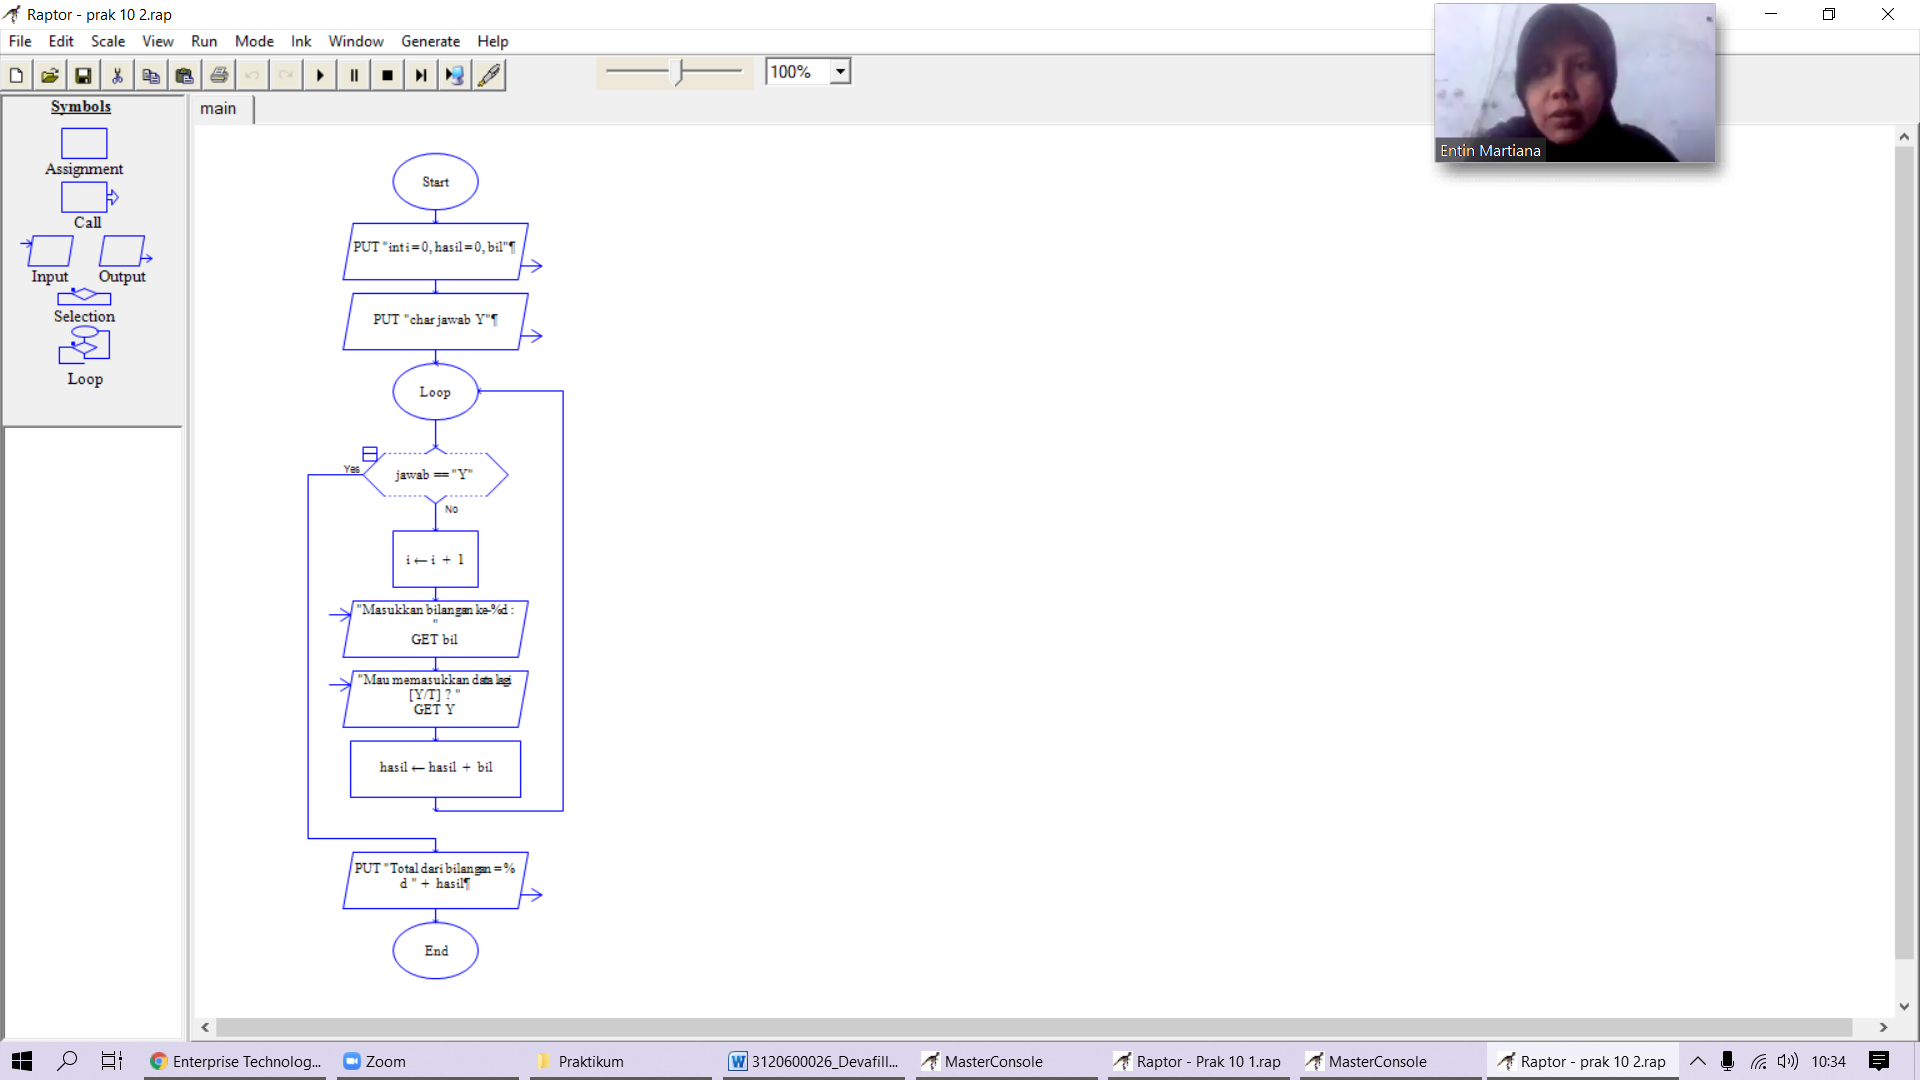 Raptor - prak 10 2.rap
File Edit Scale View Run Mode Ink Window Generate Help
100%
Symbols
Assignment
Call
Input Output
Selection
Loop
main
Start
PUT "int i = 0, hasil = 0, bil"¶
PUT "char jawab Y"¶
Loop
Yes
jawab == "Y"
No
i ← i + 1
"Masukkan bilangan ke-%d :
"
GET bil
"Mau memasukkan data lagi
[Y/T] ? "
GET Y
hasil ← hasil + bil
PUT "Total dari bilangan = %
d " + hasil¶
End
Entin Martiana
Enterprise Technolog... Zoom Praktikum 3120600026_Devafill... MasterConsole Raptor - Prak 10 1.rap MasterConsole Raptor - prak 10 2.rap 10:34